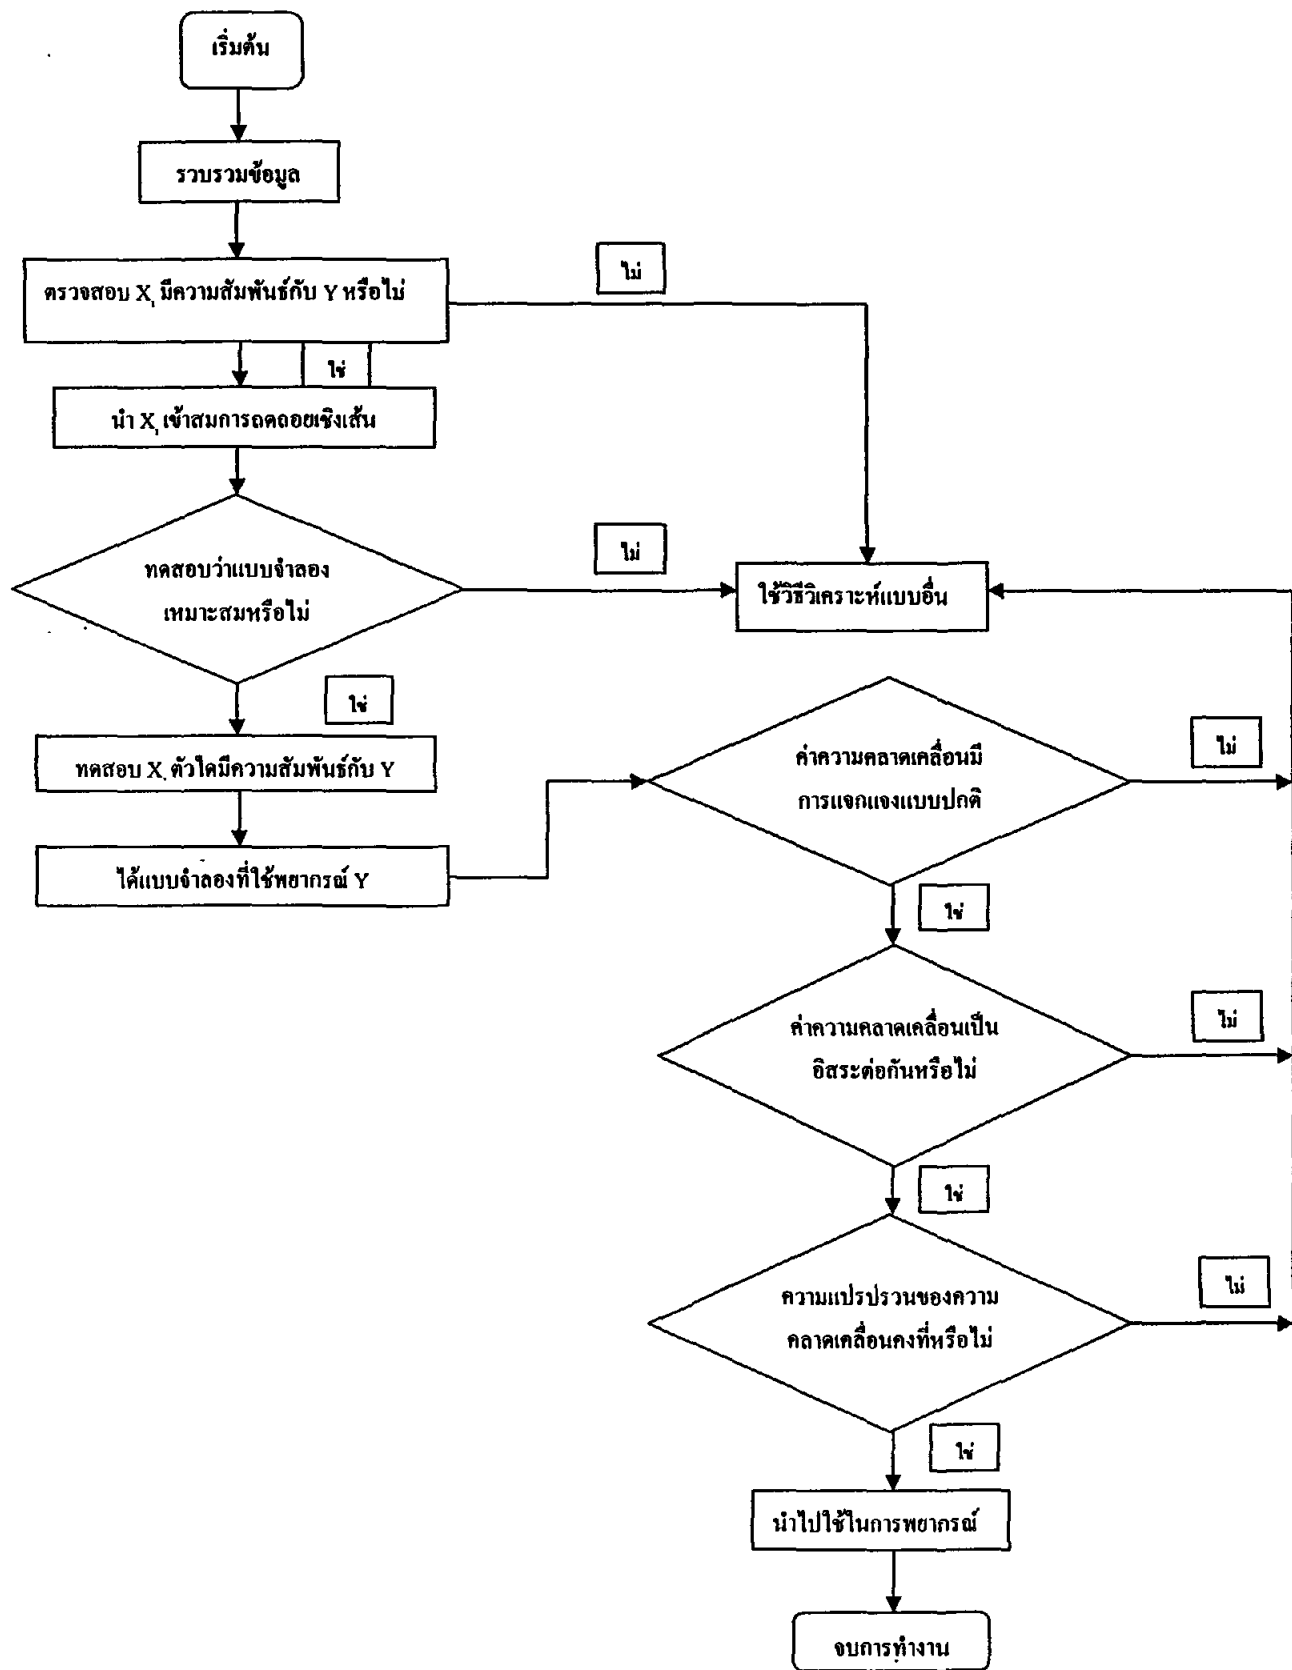 เริ่มต้น
รวบรวมข้อมูล
ตรวจสอบ Xᵢ มีความสัมพันธ์กับ Y หรือไม่
ไม่
ใช่
นำ Xᵢ เข้าสมการถดถอยเชิงเส้น
ทดสอบว่าแบบจำลอง
เหมาะสมหรือไม่
ไม่
ใช้วิธีวิเคราะห์แบบอื่น
ใช่
ทดสอบ Xᵢ ตัวใดมีความสัมพันธ์กับ Y
ได้แบบจำลองที่ใช้พยากรณ์ Y
ค่าความคลาดเคลื่อนมี
การแจกแจงแบบปกติ
ไม่
ใช่
ค่าความคลาดเคลื่อนเป็น
อิสระต่อกันหรือไม่
ไม่
ใช่
ความแปรปรวนของความ
คลาดเคลื่อนคงที่หรือไม่
ไม่
ใช่
นำไปใช้ในการพยากรณ์
จบการทำงาน